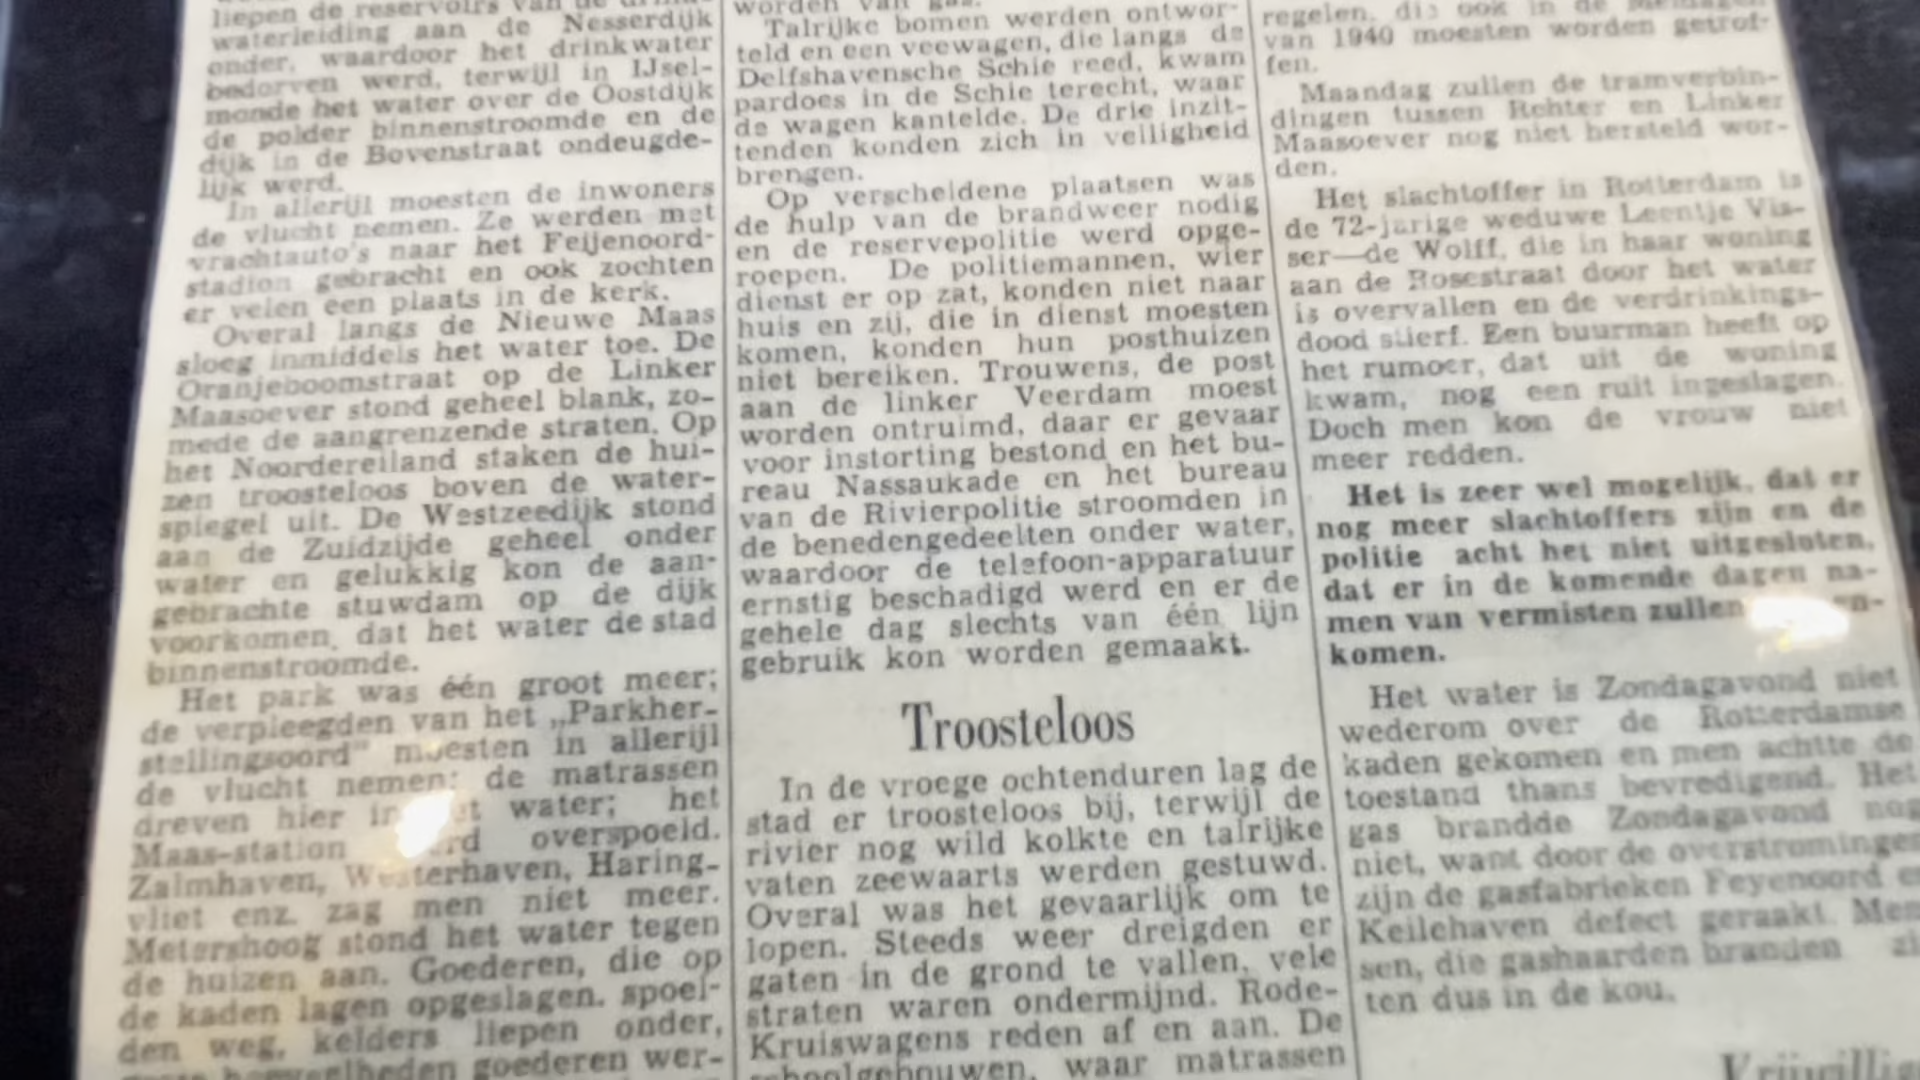 liepen de reservoirs van de
waterleiding aan de Nesserdijk
onder, waardoor het drinkwater
bedorven werd, terwijl in IJsel-
monde het water over de Oostdijk
de polder binnenstroomde en de
dijk in de Bovenstraat ondeugde-
lijk werd.
In allerijl moesten de inwoners
de vlucht nemen. Ze werden met
vrachtauto's naar het Feijenoord-
stadion gebracht en ook zochten
er velen een plaats in de kerk.
Overal langs de Nieuwe Maas
sloeg inmiddels het water toe. De
Oranjeboomstraat op de Linker
Maasoever stond geheel blank, zo-
mede de aangrenzende straten. Op
het Noordereiland staken de hui-
zen troosteloos boven de water-
spiegel uit. De Westzeedijk stond
aan de Zuidzijde geheel onder
water en gelukkig kon de aan-
gebrachte stuwdam op de dijk
voorkomen, dat het water de stad
binnenstroomde.
Het park was één groot meer;
de verpleegden van het „Parkher-
stellingsoord” moesten in allerijl
de vlucht nemen; de matrassen
dreven hier in water; het
Maas-station overspoeld.
Zalmhaven, Westerhaven, Haring-
vliet enz. zag men niet meer.
Metershoog stond het water tegen
de huizen aan. Goederen, die op
de kaden lagen opgeslagen, spoel-
den weg, kelders liepen onder,
hoeveelheden goederen wer-
worden van gas.
Talrijke bomen werden ontwor-
teld en een veewagen, die langs de
Delfshavensche Schie reed, kwam
pardoes in de Schie terecht, waar
de wagen kantelde. De drie inzit-
tenden konden zich in veiligheid
brengen.
Op verscheidene plaatsen was
de hulp van de brandweer nodig
en de reservepolitie werd opge-
roepen. De politiemannen, wier
dienst er op zat, konden niet naar
huis en zij, die in dienst moesten
komen, konden hun posthuizen
niet bereiken. Trouwens, de post
aan de linker Veerdam moest
worden ontruimd, daar er gevaar
voor instorting bestond en het bu-
reau Nassaukade en het bureau
van de Rivierpolitie stroomden in
de benedengedeelten onder water,
waardoor de telefoon-apparatuur
ernstig beschadigd werd en er de
gehele dag slechts van één lijn
gebruik kon worden gemaakt.
Troosteloos
In de vroege ochtenduren lag de
stad er troosteloos bij, terwijl de
rivier nog wild kolkte en talrijke
vaten zeewaarts werden gestuwd.
Overal was het gevaarlijk om te
lopen. Steeds weer dreigden er
gaten in de grond te vallen, vele
straten waren ondermijnd. Rode-
Kruiswagens reden af en aan. De
schoolgebouwen, waar matrassen
regelen, die ook in de Meidagen
van 1940 moesten worden getrof-
fen.
Maandag zullen de tramverbin-
dingen tussen Rechter en Linker
Maasoever nog niet hersteld wor-
den.
Het slachtoffer in Rotterdam is
de 72-jarige weduwe Leentje Vis-
ser—de Wolff, die in haar woning
aan de Rosestraat door het water
is overvallen en de verdrinkings-
dood stierf. Een buurman heeft op
het rumoer, dat uit de woning
kwam, nog een ruit ingeslagen.
Doch men kon de vrouw niet
meer redden.
Het is zeer wel mogelijk, dat er
nog meer slachtoffers zijn en de
politie acht het niet uitgesloten,
dat er in de komende dagen na-
men van vermisten zullen
komen.
Het water is Zondagavond niet
wederom over de Rotterdamse
kaden gekomen en men achtte de
toestand thans bevredigend. Het
gas brandde Zondagavond nog
niet, want door de overstromingen
zijn de gasfabrieken Feyenoord en
Keilehaven defect geraakt. Men
sen, die gashaarden branden zi
ten dus in de kou.